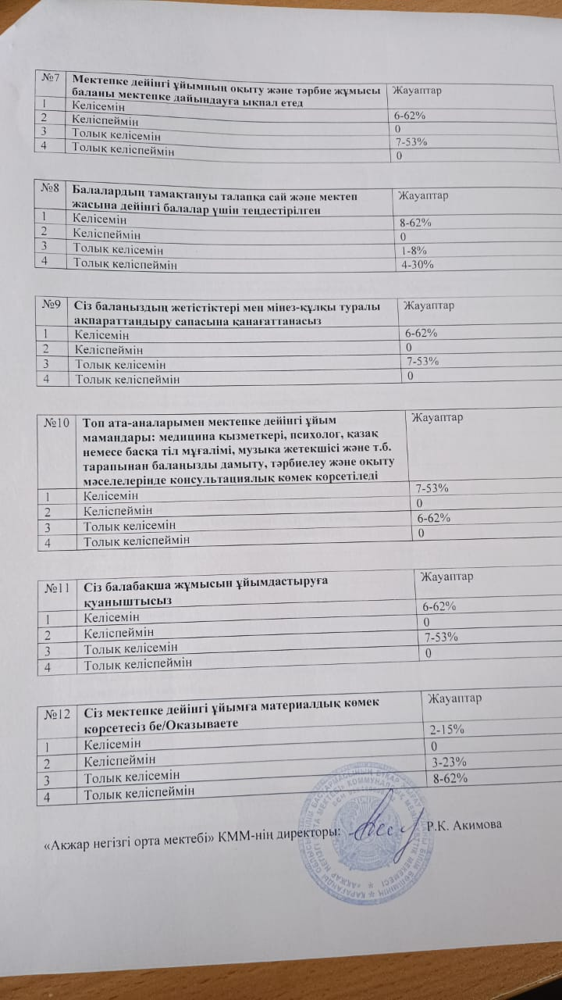 №7 Мектепке дейінгі ұйымның оқыту және тәрбие жұмысы Жауаптар
баланы мектепке дайындауға ықпал етед
1 Келісемін 6-62%
2 Келіспеймін 0
3 Толық келісемін 7-53%
4 Толық келіспеймін 0
№8 Балалардың тамақтануы талапқа сай және мектеп Жауаптар
жасына дейінгі балалар үшін теңдестірілген
1 Келісемін 8-62%
2 Келіспеймін 0
3 Толық келісемін 1-8%
4 Толық келіспеймін 4-30%
№9 Сіз балаңыздың жетістіктері мен мінез-құлқы туралы Жауаптар
ақпараттандыру сапасына қанағаттанасыз
1 Келісемін 6-62%
2 Келіспеймін 0
3 Толық келісемін 7-53%
4 Толық келіспеймін 0
№10 Топ ата-аналарымен мектепке дейінгі ұйым Жауаптар
мамандары: медицина қызметкері, психолог, қазақ
немесе басқа тіл мұғалімі, музыка жетекшісі және т.б.
тарапынан балаңызды дамыту, тәрбиелеу және оқыту
мәселелерінде консультациялық көмек көрсетіледі
1 Келісемін 7-53%
2 Келіспеймін 0
3 Толық келісемін 6-62%
4 Толық келіспеймін 0
№11 Сіз балабақша жұмысын ұйымдастыруға Жауаптар
қуаныштысыз
1 Келісемін 6-62%
2 Келіспеймін 0
3 Толық келісемін 7-53%
4 Толық келіспеймін 0
№12 Сіз мектепке дейінгі ұйымға материалдық көмек Жауаптар
көрсетесіз бе/Оказываете
1 Келісемін 2-15%
2 Келіспеймін 0
3 Толық келісемін 3-23%
4 Толық келіспеймін 8-62%
«Ақжар негізгі орта мектебі» КММ-нің директоры: Р.К. Акимова